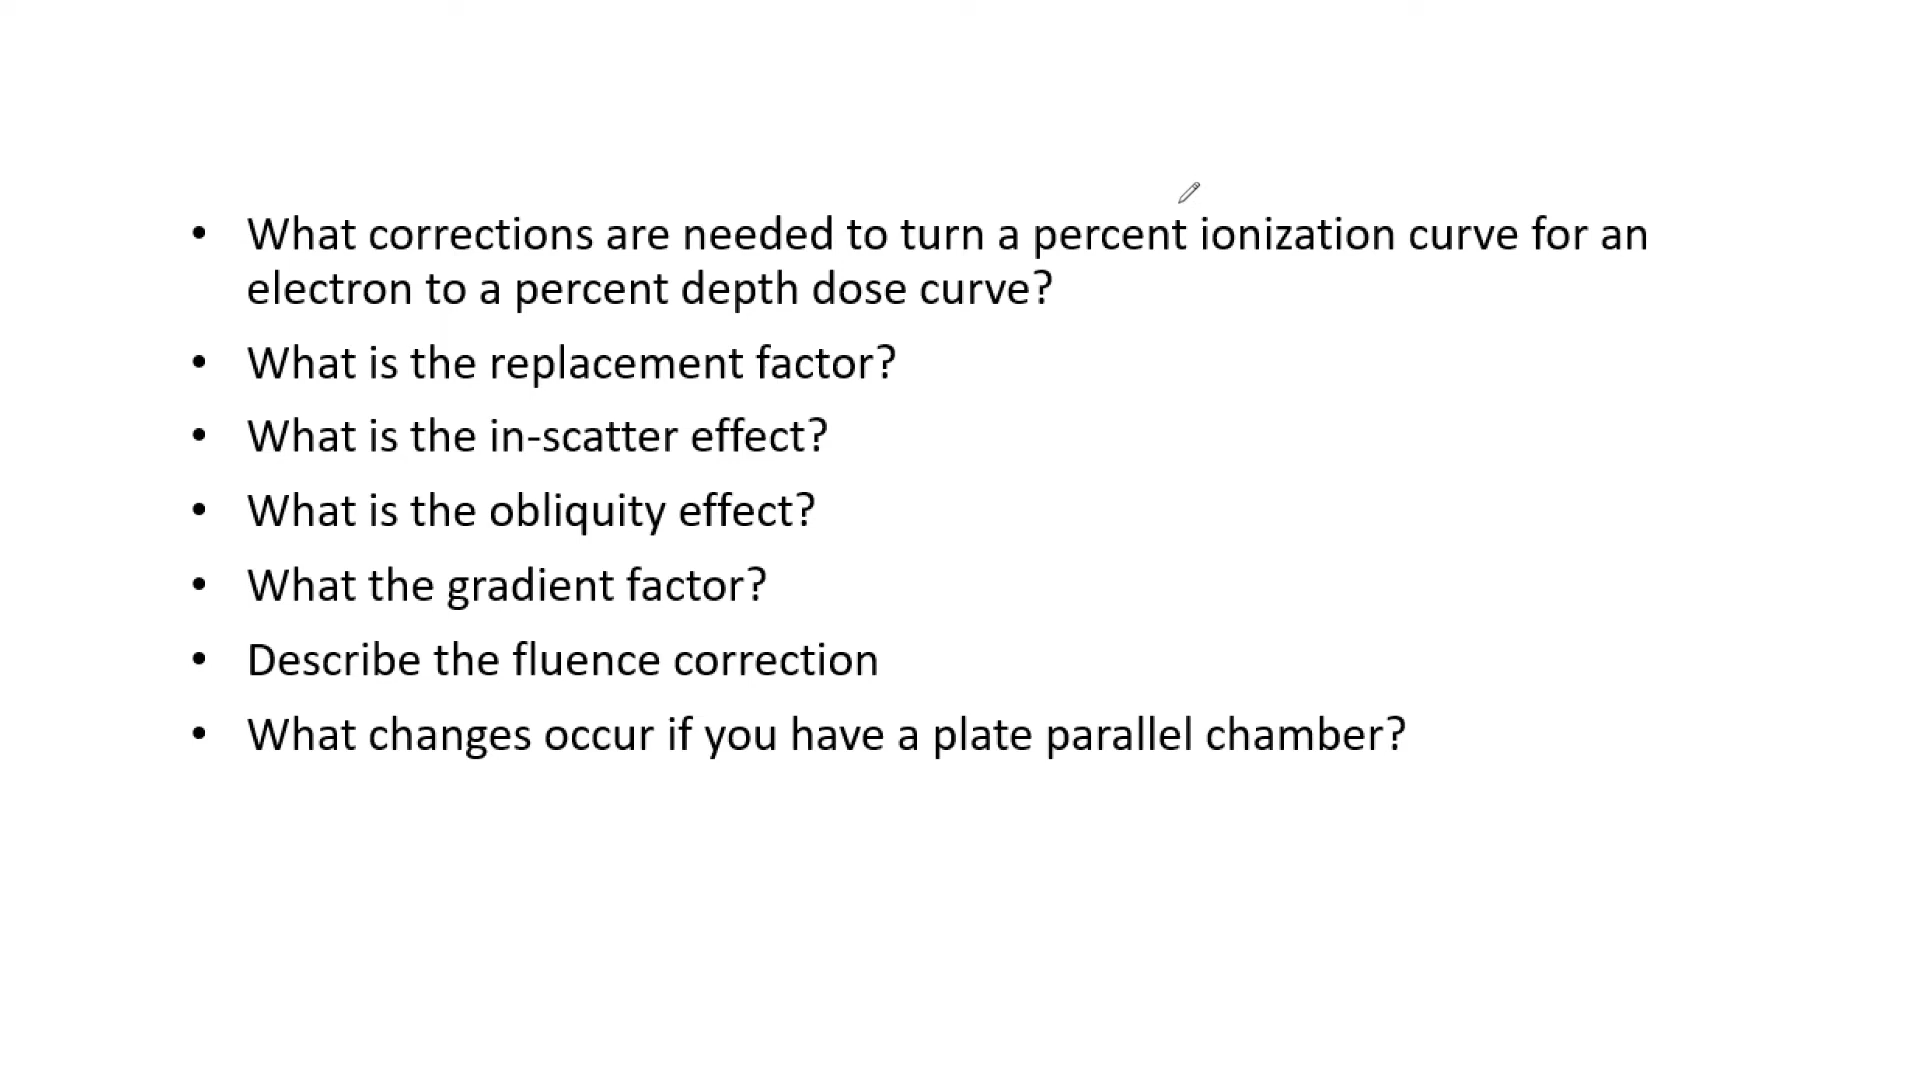 • What corrections are needed to turn a percent ionization curve for an
electron to a percent depth dose curve?
• What is the replacement factor?
• What is the in-scatter effect?
• What is the obliquity effect?
• What the gradient factor?
• Describe the fluence correction
• What changes occur if you have a plate parallel chamber?